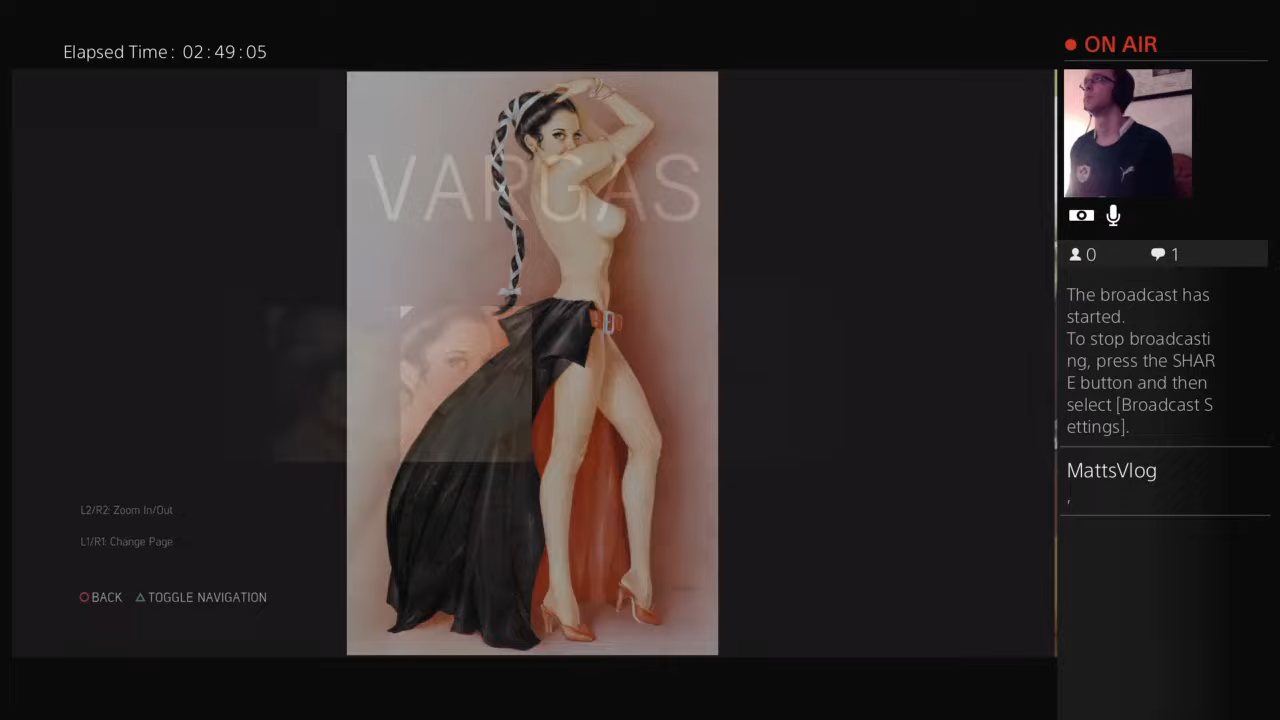 Elapsed Time: 02:49:05
ON AIR
VARGAS
0
1
The broadcast has
started.
To stop broadcasti
ng, press the SHAR
E button and then
select [Broadcast S
ettings].
MattsVlog
,
L2/R2: Zoom In/Out
L1/R1: Change Page
BACK
TOGGLE NAVIGATION